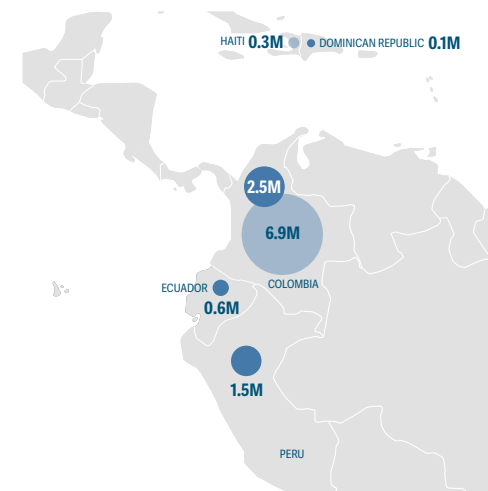 HAITI 0.3M DOMINICAN REPUBLIC 0.1M
2.5M
6.9M
COLOMBIA
ECUADOR
0.6M
1.5M
PERU